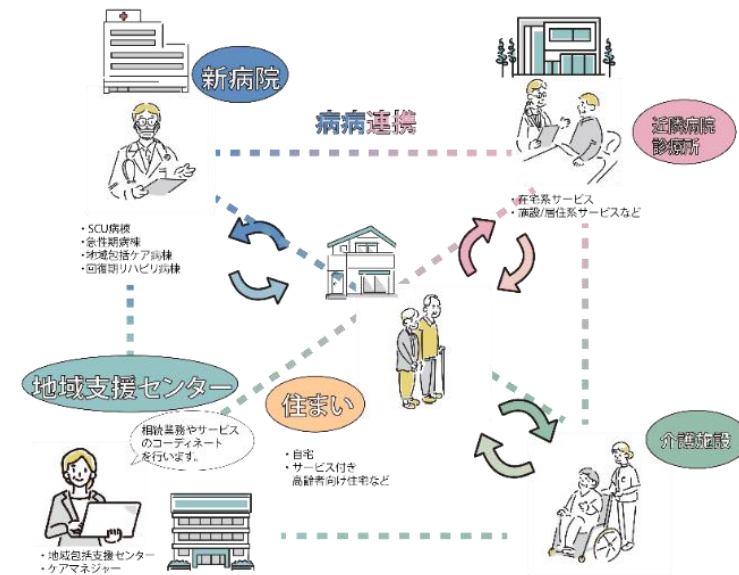 新病院
病病連携
近隣病院
診療所
・SCU病棟
・急性期病棟
・地域包括ケア病棟
・回復期リハビリ病棟
・在宅系サービス
・施設/居住系サービスなど
地域支援センター
相続業務やサービス
のコーディネート
を行います。
住まい
・自宅
・サービス付き
高齢者向け住宅など
介護施設
・地域包括支援センター
・ケアマネジャー